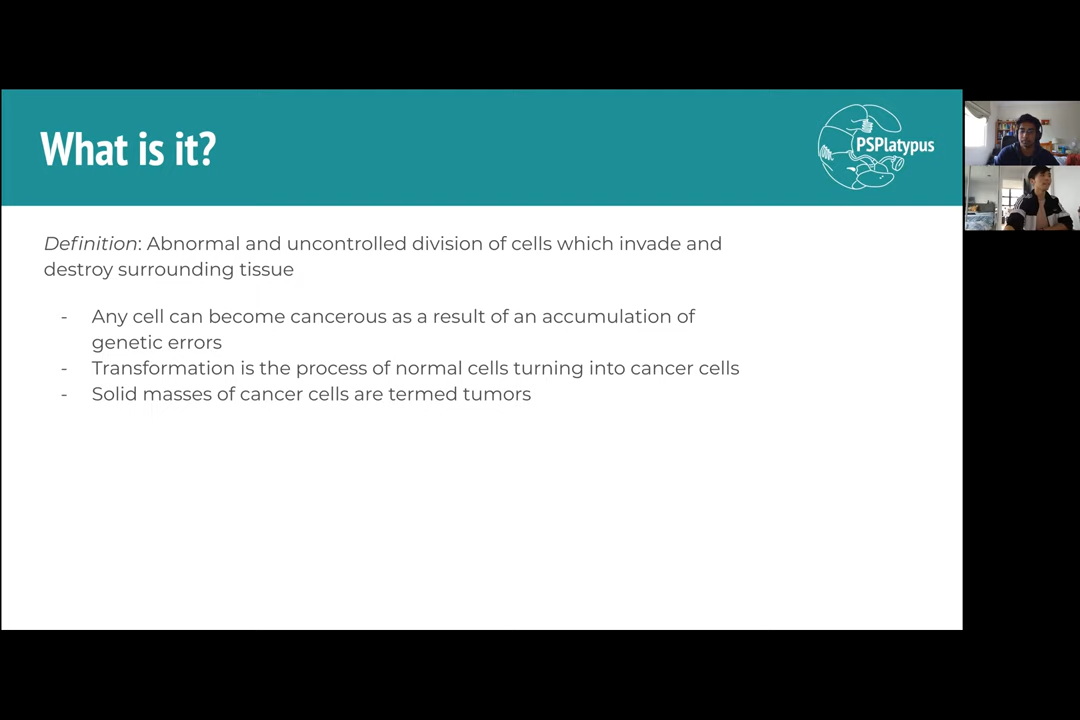 What is it?
PSPlatypus
Definition: Abnormal and uncontrolled division of cells which invade and
destroy surrounding tissue
- Any cell can become cancerous as a result of an accumulation of
genetic errors
- Transformation is the process of normal cells turning into cancer cells
- Solid masses of cancer cells are termed tumors